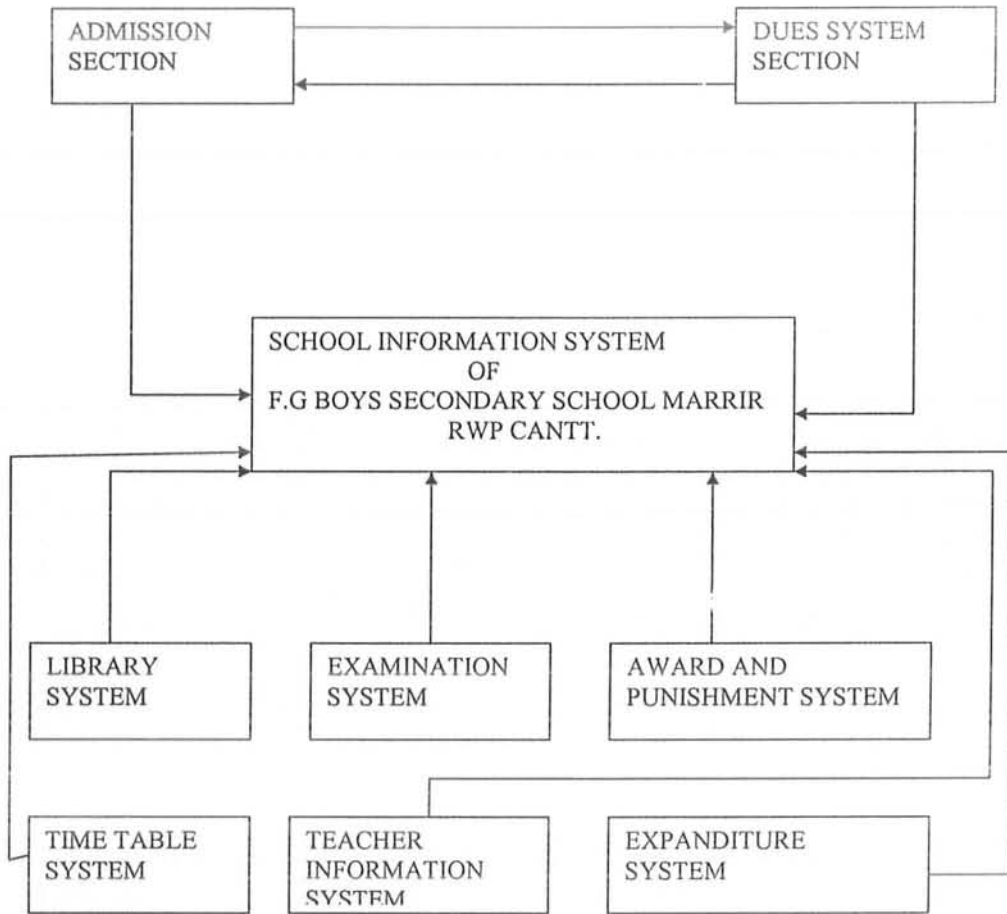 ADMISSION
SECTION
DUES SYSTEM
SECTION
SCHOOL INFORMATION SYSTEM
OF
F.G BOYS SECONDARY SCHOOL MARRIR
RWP CANTT.
LIBRARY
SYSTEM
EXAMINATION
SYSTEM
AWARD AND
PUNISHMENT SYSTEM
TIME TABLE
SYSTEM
TEACHER
INFORMATION
SYSTEM
EXPANDITURE
SYSTEM